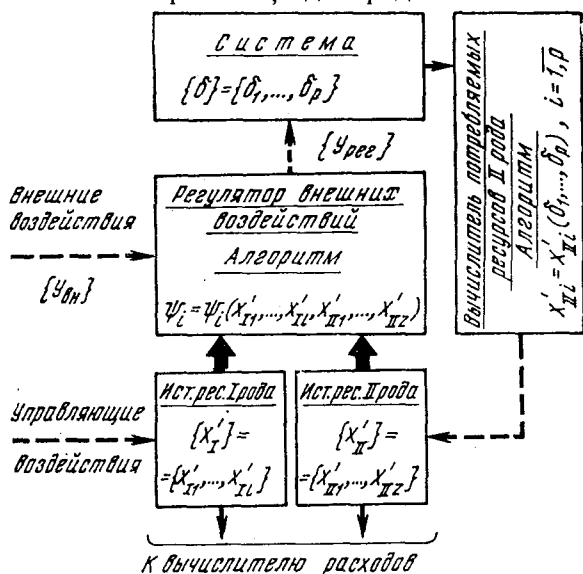 Система
{δ}={δ₁,...,δₚ}
{Yрег}
Внешние
воздействия
{Yвн}
Регулятор внешних
воздействий
Алгоритм
ψᵢ=ψᵢ(x'I1,...,x'Il,x'II1,...,x'IIz)
Вычислитель потребляемых
ресурсов II рода
Алгоритм
x'IIi=x'IIi(δ₁,...,δₚ), i=1,p
Управляющие
воздействия
Ист.рес.I рода
{x'I}=
={x'I1,...,x'Il}
Ист.рес.II рода
{x'II}=
={x'II1,...,x'IIz}
К вычислителю расходов